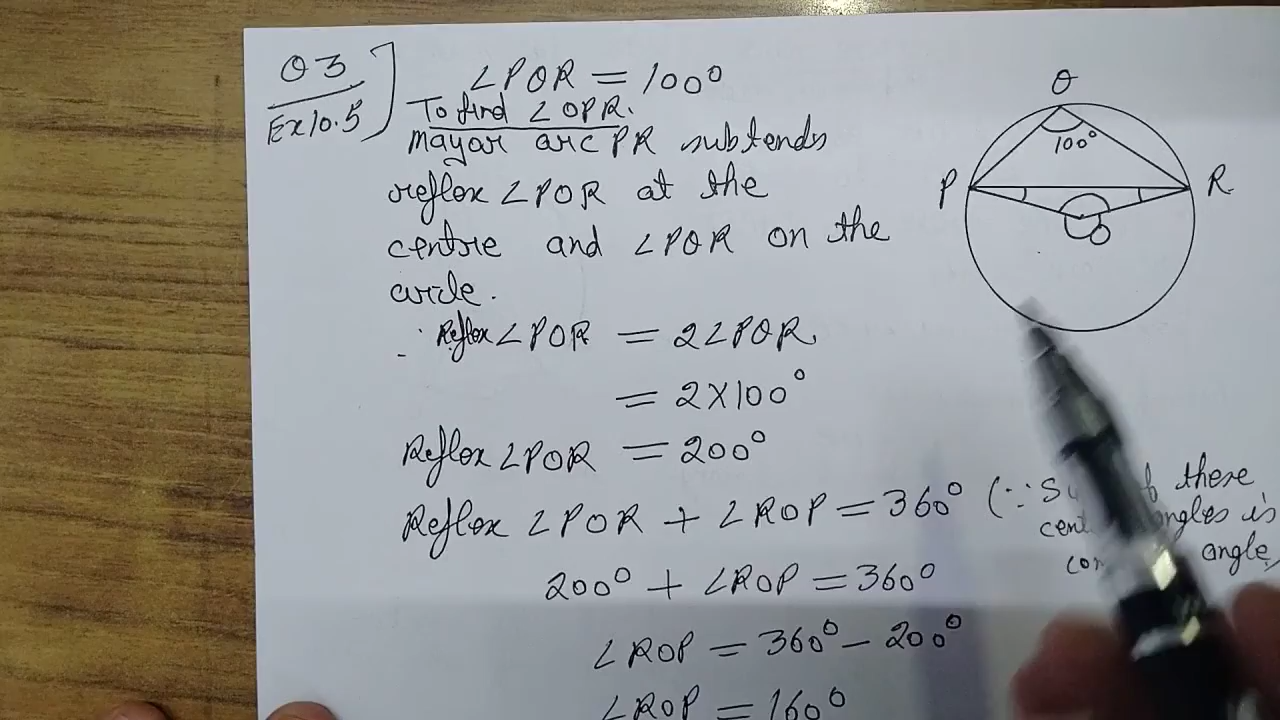 Q3
Ex10.5
∠PQR = 100°
To find ∠OPR.
mayor arc PR subtends
reflex ∠POR at the
centre and ∠PQR on the
circle.
∴ Reflex ∠POR = 2∠PQR.
= 2×100°
Reflex ∠POR = 200°
Reflex ∠POR + ∠ROP = 360° (∵ these
angles is
angle
200° + ∠ROP = 360°
∠ROP = 360° − 200°
∠ROP = 160°
Q
100°
P
R
O